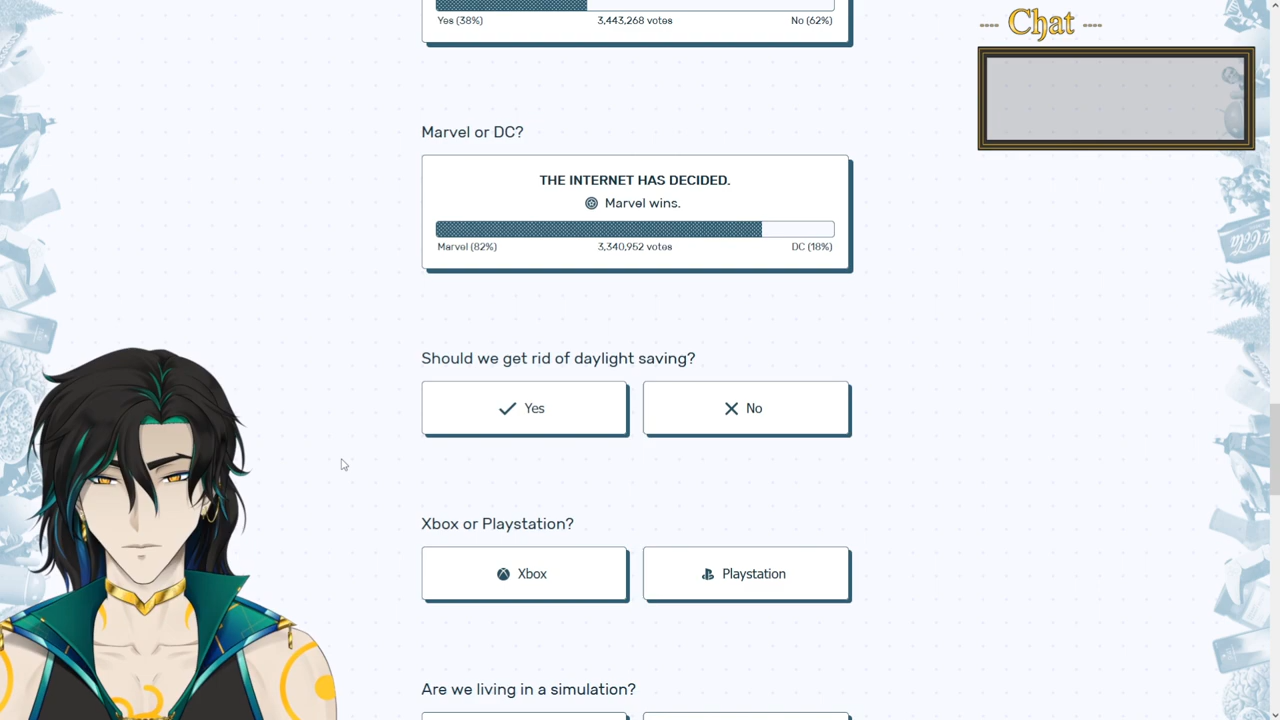 ---- Chat ----
Yes (38%) 3,443,268 votes No (62%)
Marvel or DC?
THE INTERNET HAS DECIDED.
Marvel wins.
Marvel (82%) 3,340,952 votes DC (18%)
Should we get rid of daylight saving?
Yes
No
Xbox or Playstation?
Xbox
Playstation
Are we living in a simulation?
Coca-Cola